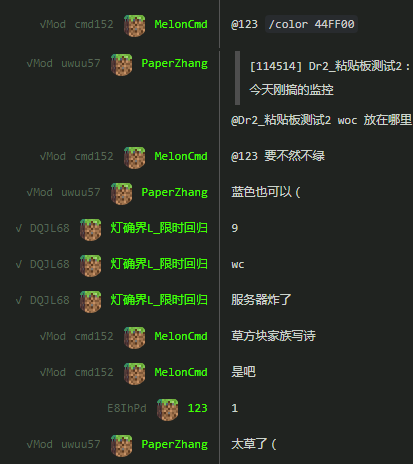 √Mod cmd152 MelonCmd @123 /color 44FF00
√Mod uwuu57 PaperZhang [114514] Dr2_粘贴板测试2：
今天刚搞的监控
@Dr2_粘贴板测试2 woc 放在哪里
√Mod cmd152 MelonCmd @123 要不然不绿
√Mod uwuu57 PaperZhang 蓝色也可以（
√ DQJL68 灯确界L_限时回归 9
√ DQJL68 灯确界L_限时回归 wc
√ DQJL68 灯确界L_限时回归 服务器炸了
√Mod cmd152 MelonCmd 草方块家族写诗
√Mod cmd152 MelonCmd 是吧
E8IhPd 123 1
√Mod uwuu57 PaperZhang 太草了（